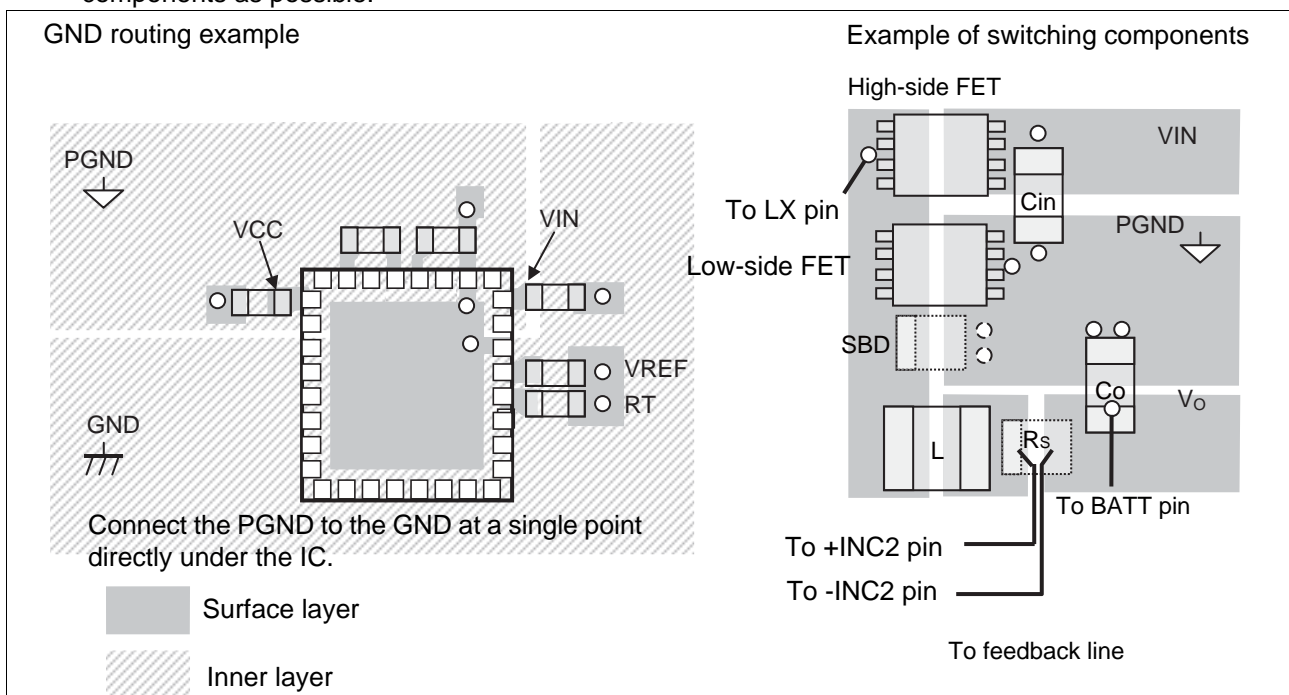 components as possible.
GND routing example
PGND
VCC
VIN
VREF
RT
GND
Connect the PGND to the GND at a single point
directly under the IC.
Surface layer
Inner layer
Example of switching components
High-side FET
VIN
To LX pin
Cin
PGND
Low-side FET
SBD
Co
VO
L
RS
To BATT pin
To +INC2 pin
To -INC2 pin
To feedback line